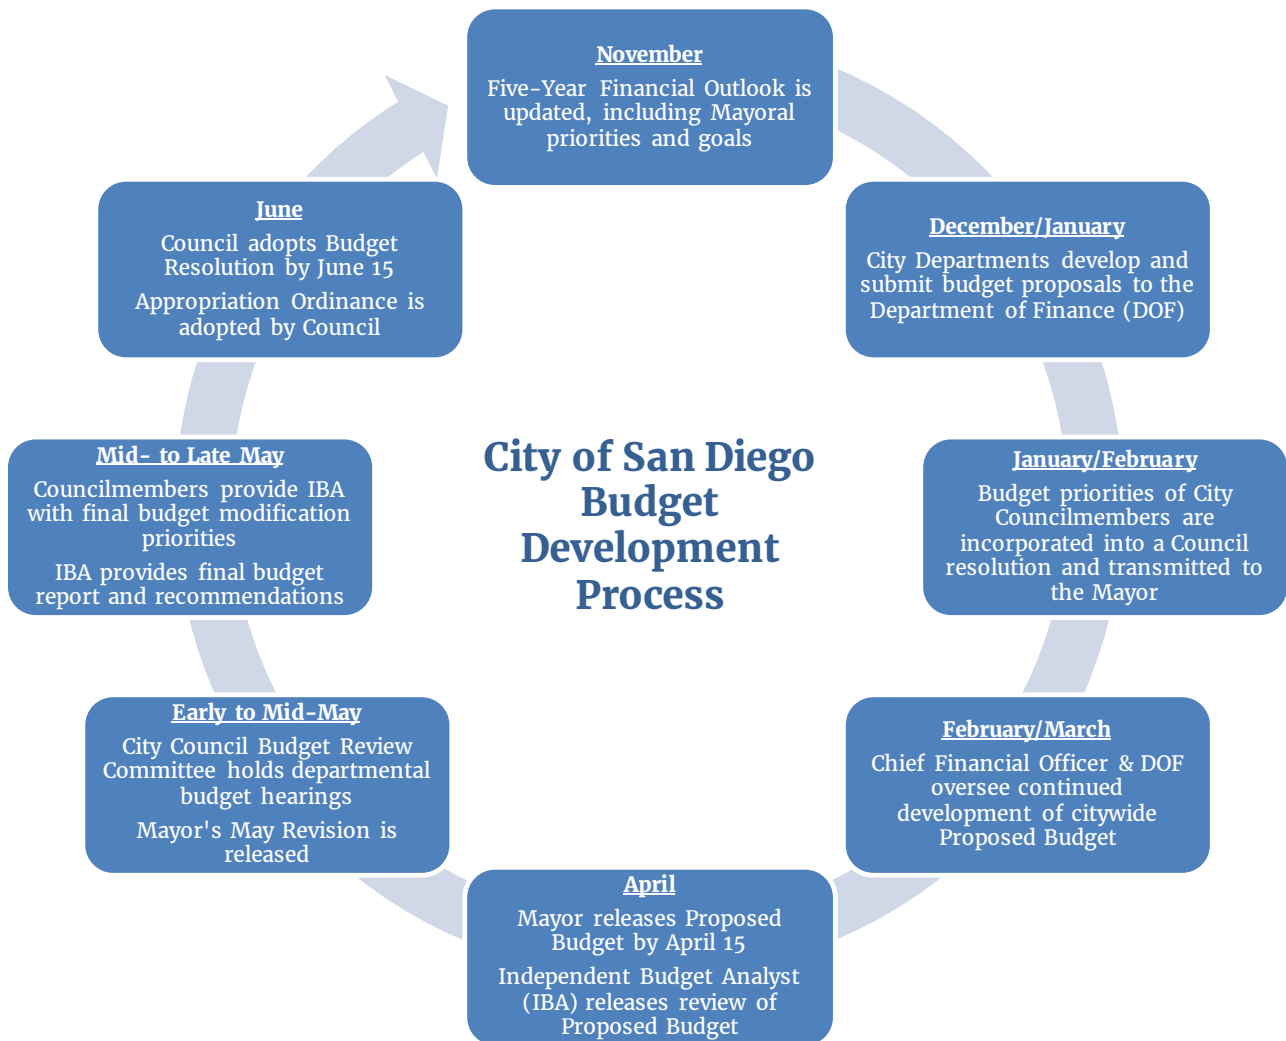 November
Five-Year Financial Outlook is
updated, including Mayoral
priorities and goals
December/January
City Departments develop and
submit budget proposals to the
Department of Finance (DOF)
January/February
Budget priorities of City
Councilmembers are
incorporated into a Council
resolution and transmitted to
the Mayor
February/March
Chief Financial Officer & DOF
oversee continued
development of citywide
Proposed Budget
April
Mayor releases Proposed
Budget by April 15
Independent Budget Analyst
(IBA) releases review of
Proposed Budget
Early to Mid-May
City Council Budget Review
Committee holds departmental
budget hearings
Mayor's May Revision is
released
Mid- to Late May
Councilmembers provide IBA
with final budget modification
priorities
IBA provides final budget
report and recommendations
June
Council adopts Budget
Resolution by June 15
Appropriation Ordinance is
adopted by Council
City of San Diego
Budget
Development
Process